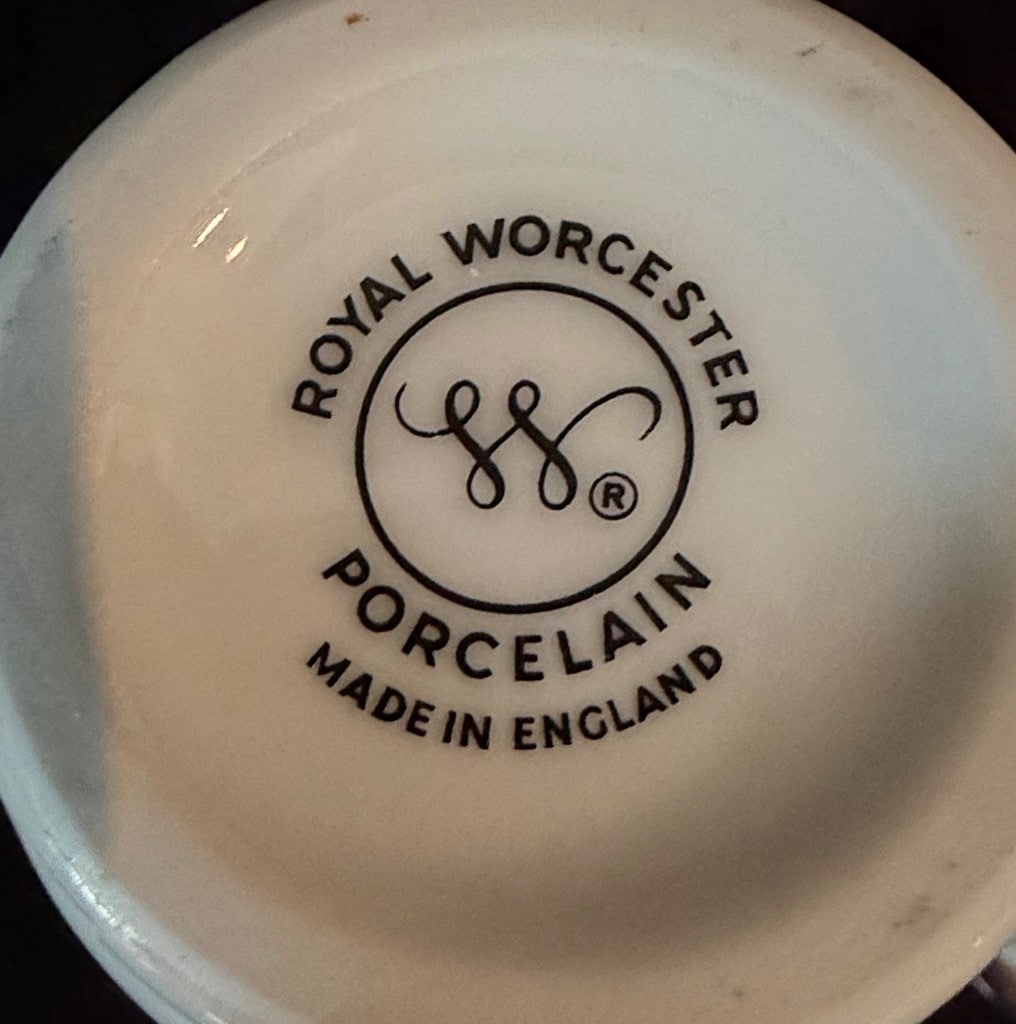 ROYAL WORCESTER
W®
PORCELAIN
MADE IN ENGLAND